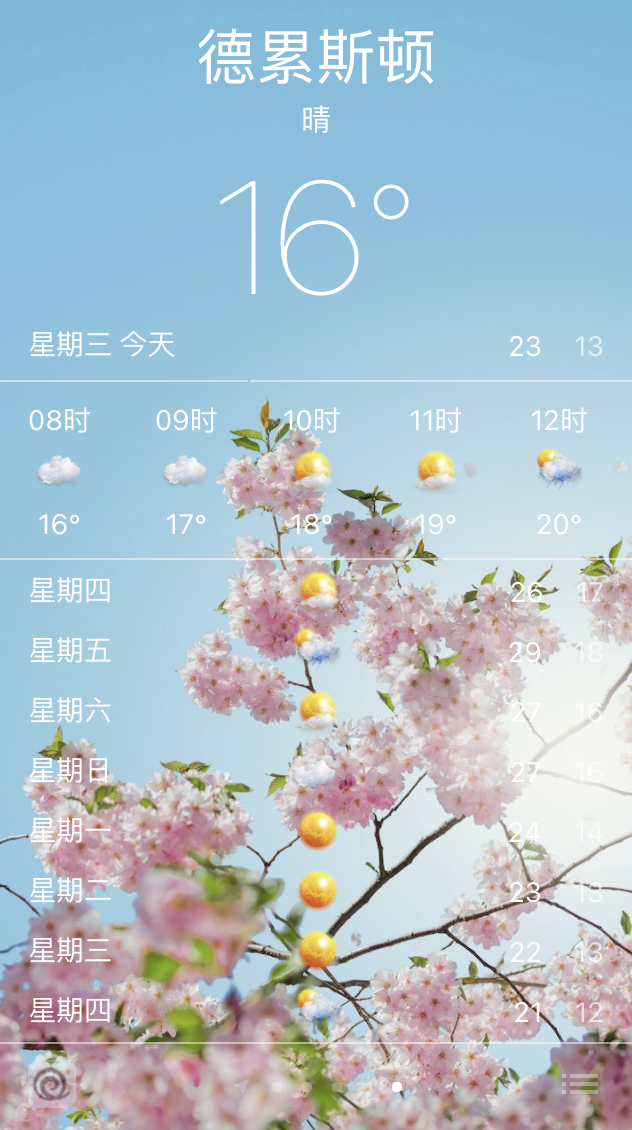 德累斯顿
晴
16°
星期三 今天 23 13
08时 09时 10时 11时 12时
16° 17° 18° 19° 20°
星期四 26 17
星期五 29 18
星期六 27 16
星期日 27 16
星期一 24 14
星期二 23 13
星期三 22 13
星期四 21 12